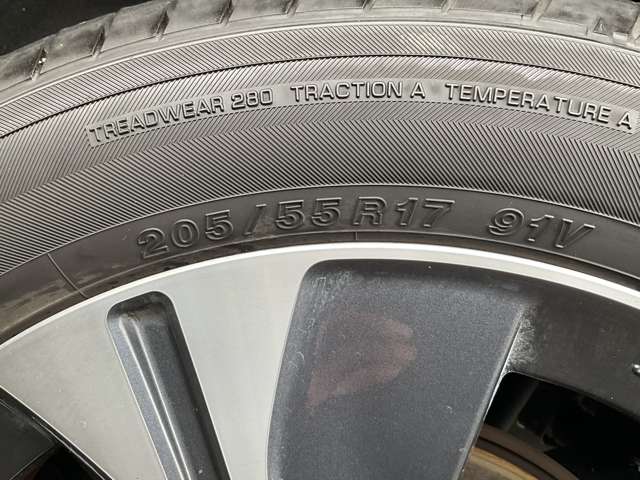 TREADWEAR 280 TRACTION A TEMPERATURE A
205/55R17 91V